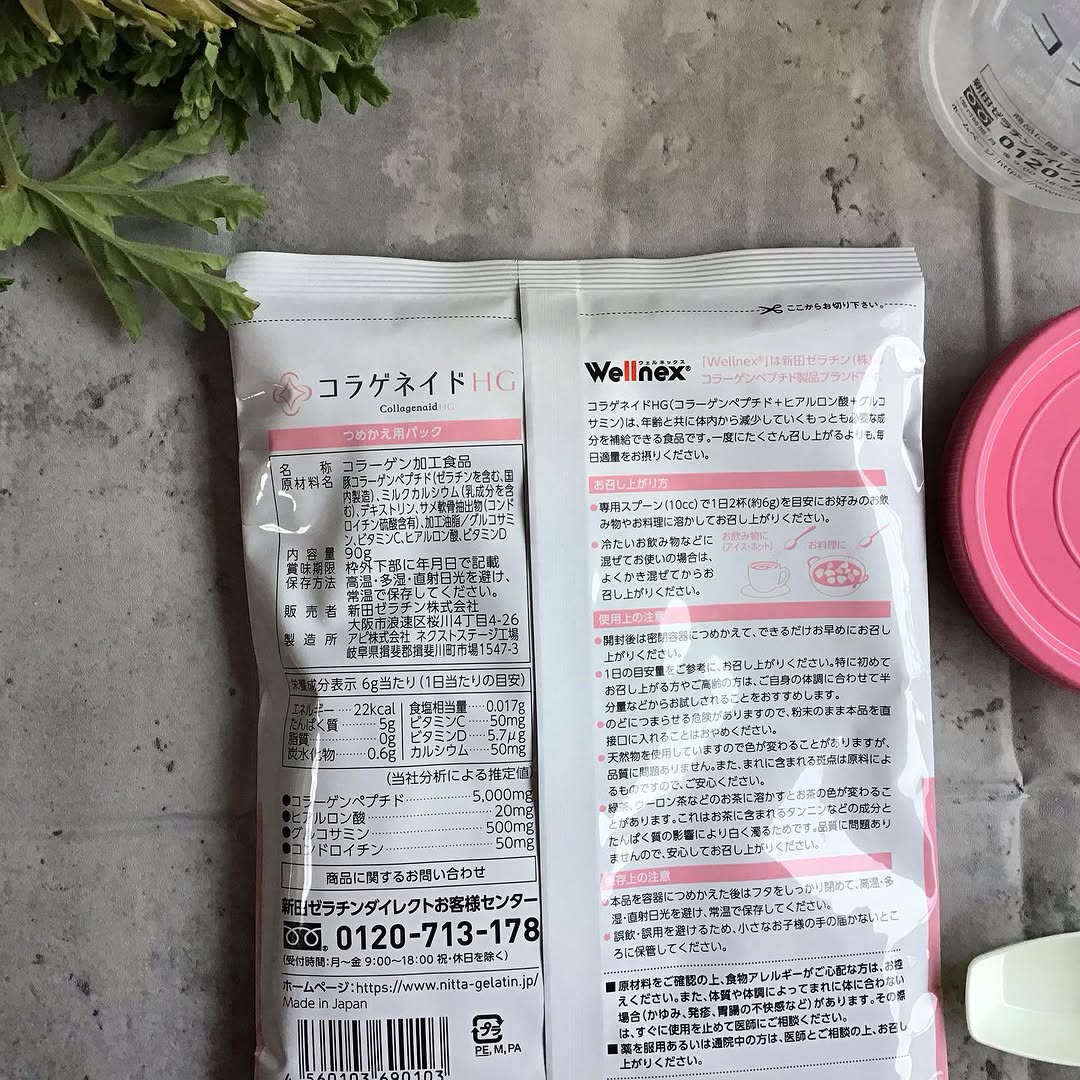 コラゲネイドHG
CollagenaidHG
つめかえ用パック
名称 コラーゲン加工食品
原材料名 豚コラーゲンペプチド(ゼラチンを含む、国
内製造)、ミルクカルシウム(乳成分を含
む)、デキストリン、サメ軟骨抽出物(コンド
ロイチン硫酸含有)、加工油脂/グルコサミ
ン、ビタミンC、ヒアルロン酸、ビタミンD
内容量 90g
賞味期限 枠外下部に年月日で記載
保存方法 高温・多湿・直射日光を避け、
常温で保存してください。
販売者 新田ゼラチン株式会社
大阪市浪速区桜川4丁目4-26
製造所 アピ株式会社 ネクストステージ工場
岐阜県揖斐郡揖斐川町市場1547-3
栄養成分表示 6g当たり(1日当たりの目安)
エネルギー 22kcal
たんぱく質 5g
脂質 0g
炭水化物 0.6g
食塩相当量 0.017g
ビタミンC 50mg
ビタミンD 5.7μg
カルシウム 50mg
(当社分析による推定値)
●コラーゲンペプチド 5,000mg
●ヒアルロン酸 20mg
●グルコサミン 500mg
●コンドロイチン 50mg
商品に関するお問い合わせ
新田ゼラチンダイレクトお客様センター
0120-713-178
(受付時間:月~金 9:00~18:00 祝・休日を除く)
ホームページ:https://www.nitta-gelatin.jp/
Made in Japan
4 560103 690103
プラ
PE, M, PA
ここからお切り下さい。
ウェルネックス
Wellnex®
「Wellnex®」は新田ゼラチン(株)
コラーゲンペプチド製品ブランド
コラゲネイドHG(コラーゲンペプチド+ヒアルロン酸+グルコ
サミン)は、年齢と共に体内から減少していくもっとも必要な成
分を補給できる食品です。一度にたくさん召し上がるよりも、毎
日適量をお摂りください。
お召し上がり方
●専用スプーン(10cc)で1日2杯(約6g)を目安にお好みのお飲
み物やお料理に溶かしてお召し上がりください。
●冷たいお飲み物などに
混ぜてお使いの場合は、
よくかき混ぜてからお
召し上がりください。
お飲み物に
(アイス・ホット)
お料理に
使用上の注意
●開封後は密閉容器につめかえて、できるだけお早めにお召し
上がりください。
●1日の目安量をご参考に、お召し上がりください。特に初めて
お召し上がる方やご高齢の方は、ご自身の体調に合わせて半
分量などからお試しされることをおすすめします。
●のどにつまらせる危険がありますので、粉末のまま本品を直
接口に入れることはおやめください。
●天然物を使用していますので色が変わることがありますが、
品質に問題ありません。また、まれに含まれる斑点は原料によ
るものですので、ご安心ください。
●緑茶、ウーロン茶などのお茶に溶かすとお茶の色が変わるこ
とがあります。これはお茶に含まれるタンニンなどの成分と
たんぱく質の影響により白く濁るためです。品質に問題あり
ませんので、安心してお召し上がりください。
保存上の注意
●本品を容器につめかえた後はフタをしっかり閉めて、高温・多
湿・直射日光を避け、常温で保存してください。
●誤飲・誤用を避けるため、小さなお子様の手の届かないとこ
ろに保管してください。
■原材料をご確認の上、食物アレルギーがご心配な方は、お控
えください。また、体質や体調によってまれに体に合わない
場合(かゆみ、発疹、胃腸の不快感など)があります。その際
は、すぐに使用を止めて医師にご相談ください。
■薬を服用あるいは通院中の方は、医師とご相談の上、お召し
上がりください。
コ
商品に関する
新田ゼラチンダイレク
0120-7
ホームページ:https://www.n